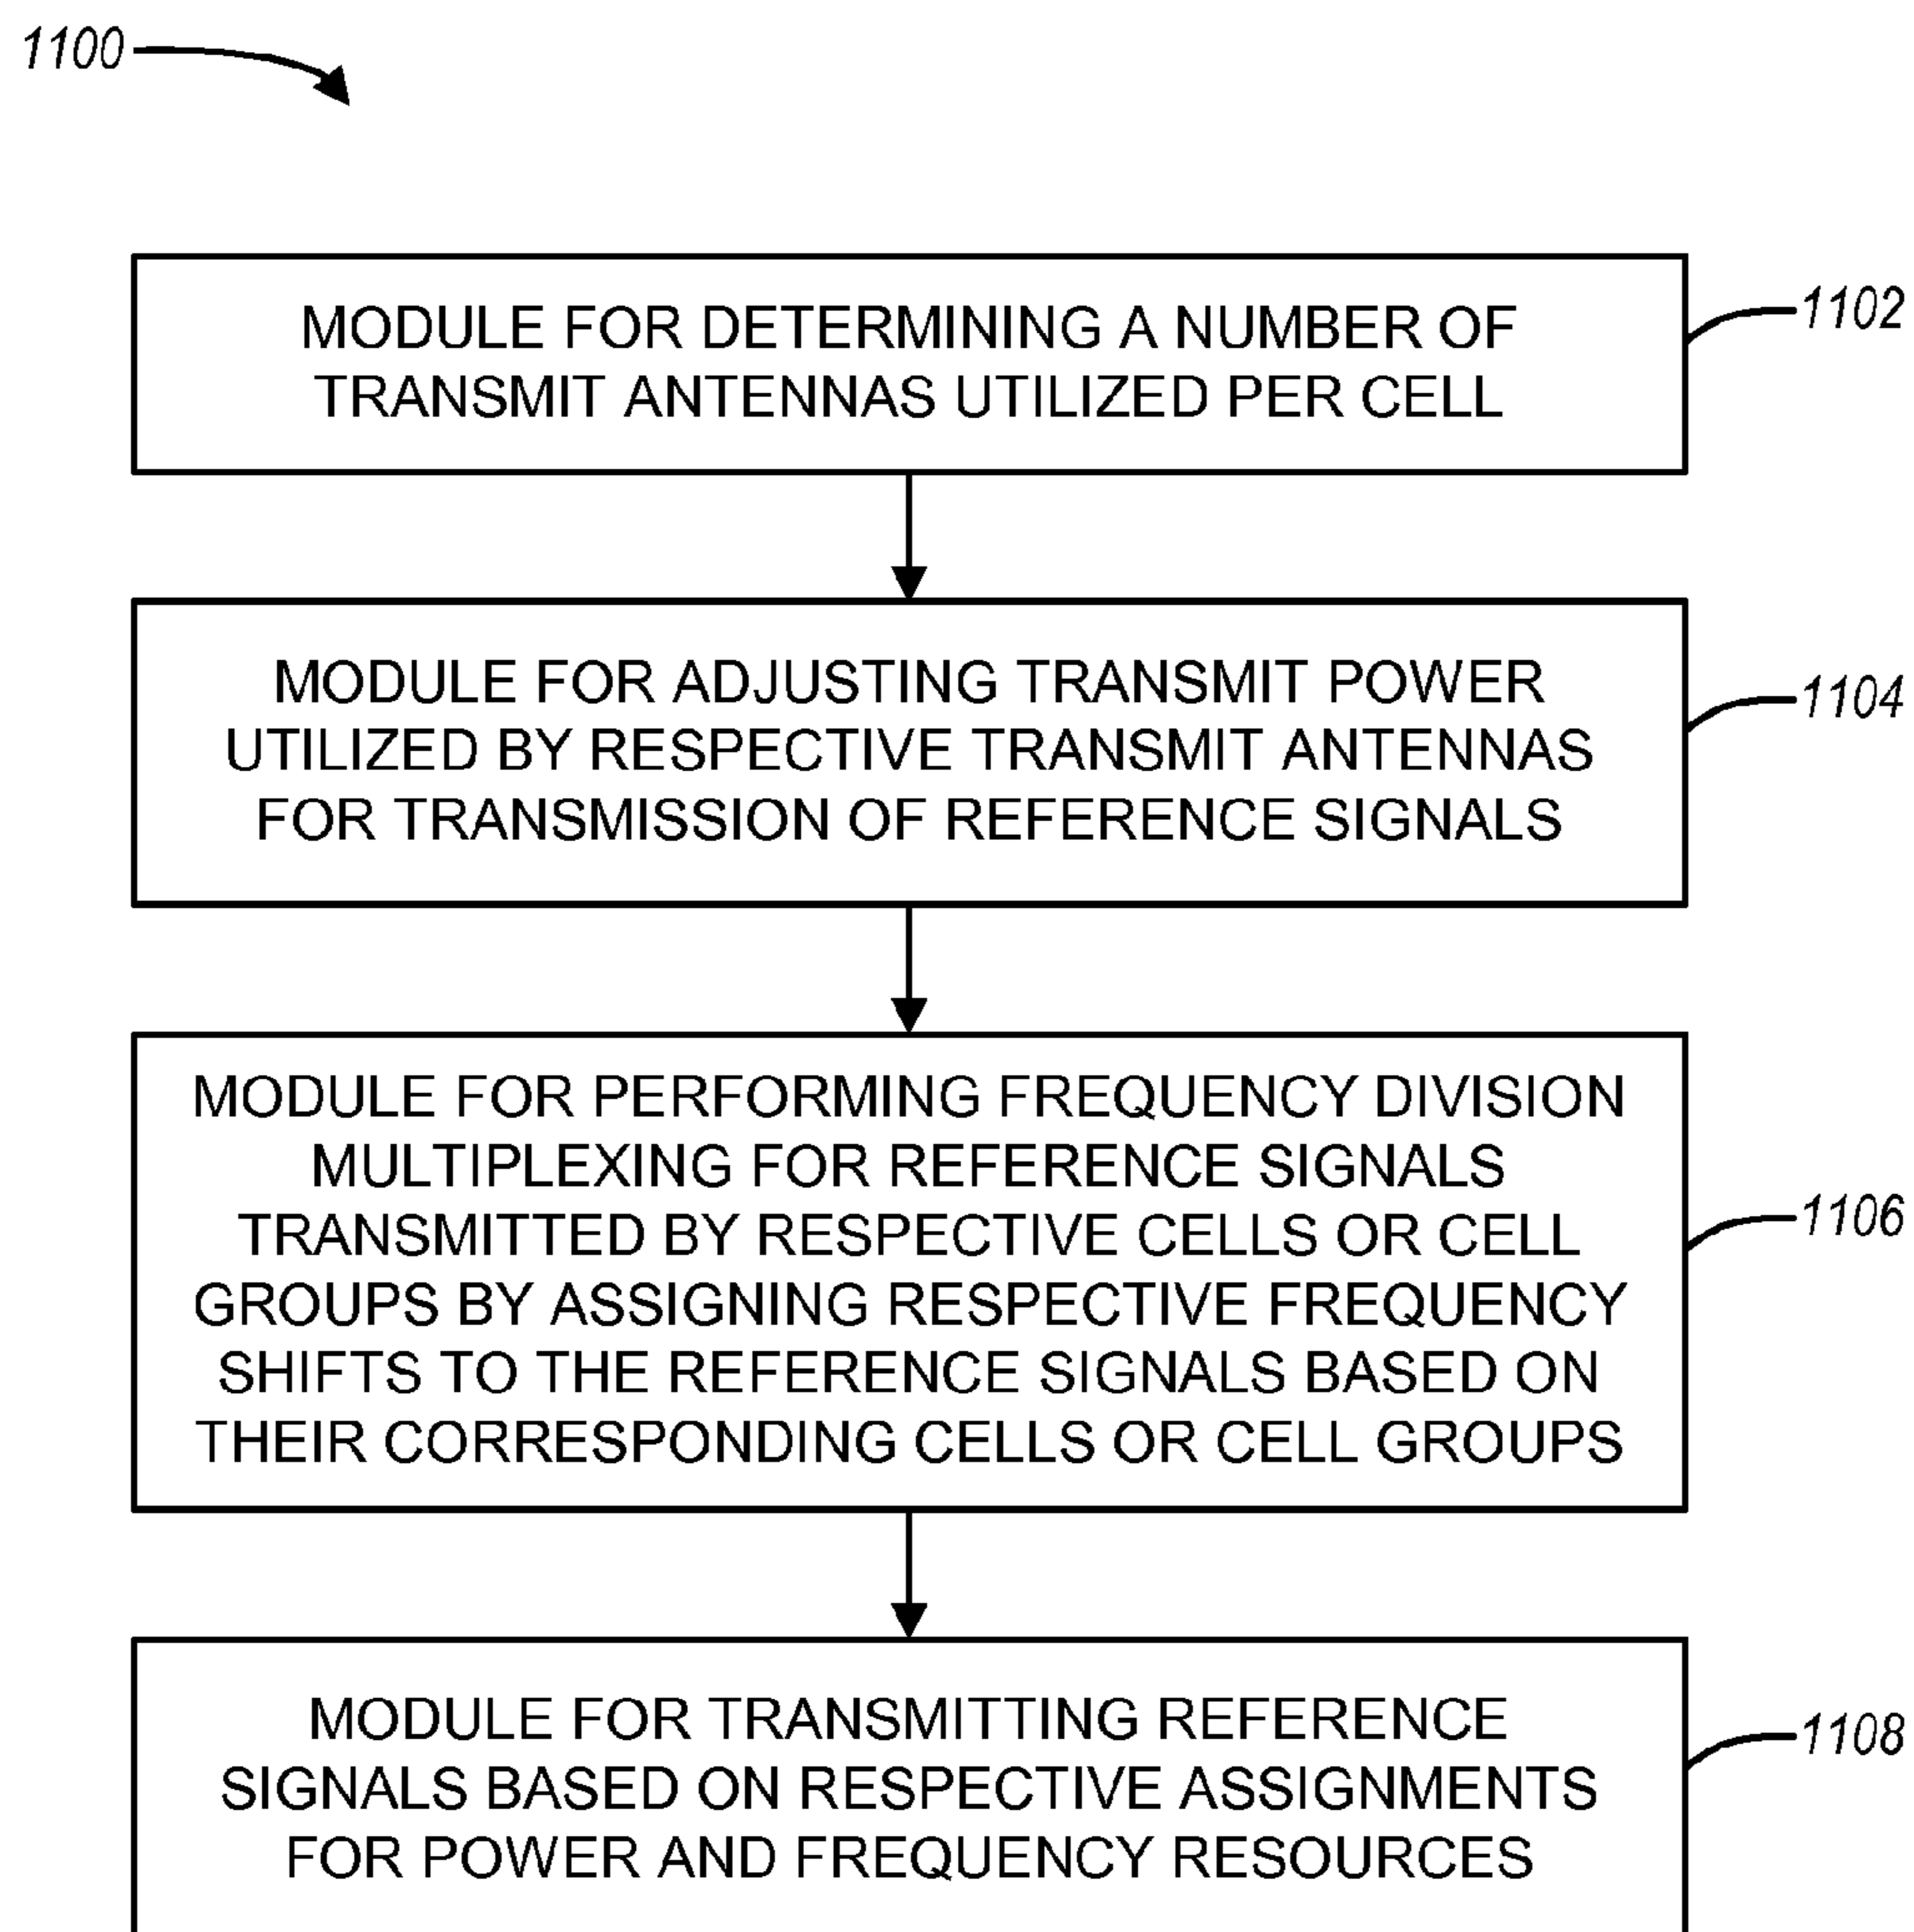 1100
MODULE FOR DETERMINING A NUMBER OF
TRANSMIT ANTENNAS UTILIZED PER CELL
1102
MODULE FOR ADJUSTING TRANSMIT POWER
UTILIZED BY RESPECTIVE TRANSMIT ANTENNAS
FOR TRANSMISSION OF REFERENCE SIGNALS
1104
MODULE FOR PERFORMING FREQUENCY DIVISION
MULTIPLEXING FOR REFERENCE SIGNALS
TRANSMITTED BY RESPECTIVE CELLS OR CELL
GROUPS BY ASSIGNING RESPECTIVE FREQUENCY
SHIFTS TO THE REFERENCE SIGNALS BASED ON
THEIR CORRESPONDING CELLS OR CELL GROUPS
1106
MODULE FOR TRANSMITTING REFERENCE
SIGNALS BASED ON RESPECTIVE ASSIGNMENTS
FOR POWER AND FREQUENCY RESOURCES
1108